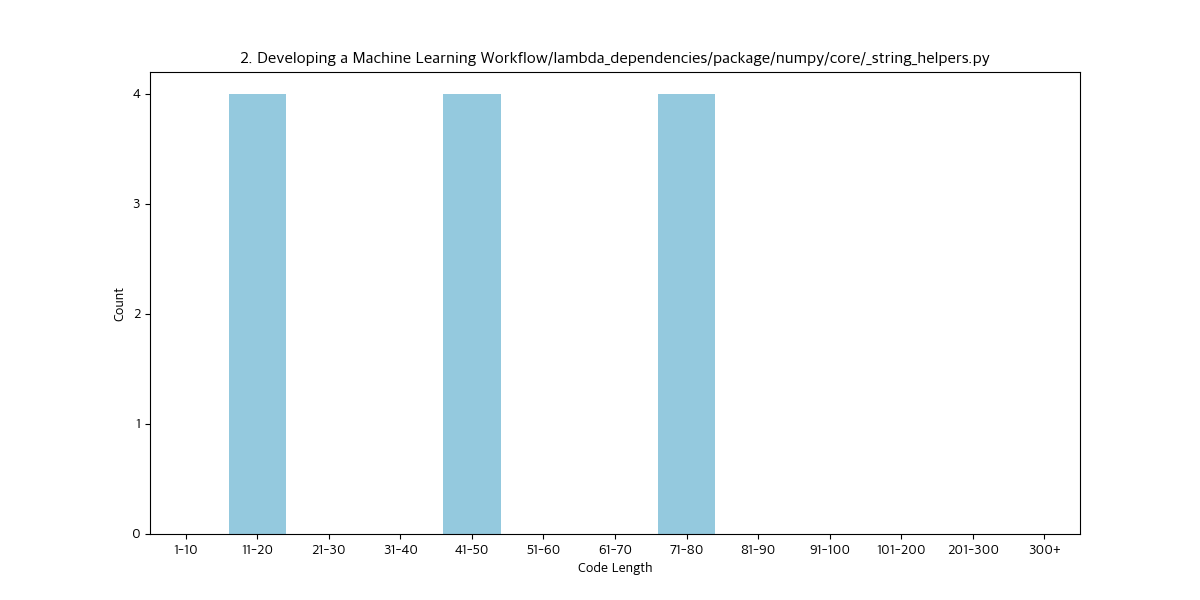 2. Developing a Machine Learning Workflow/lambda_dependencies/package/numpy/core/_string_helpers.py
4
3
2
1
0
Count
1-10 11-20 21-30 31-40 41-50 51-60 61-70 71-80 81-90 91-100 101-200 201-300 300+
Code Length